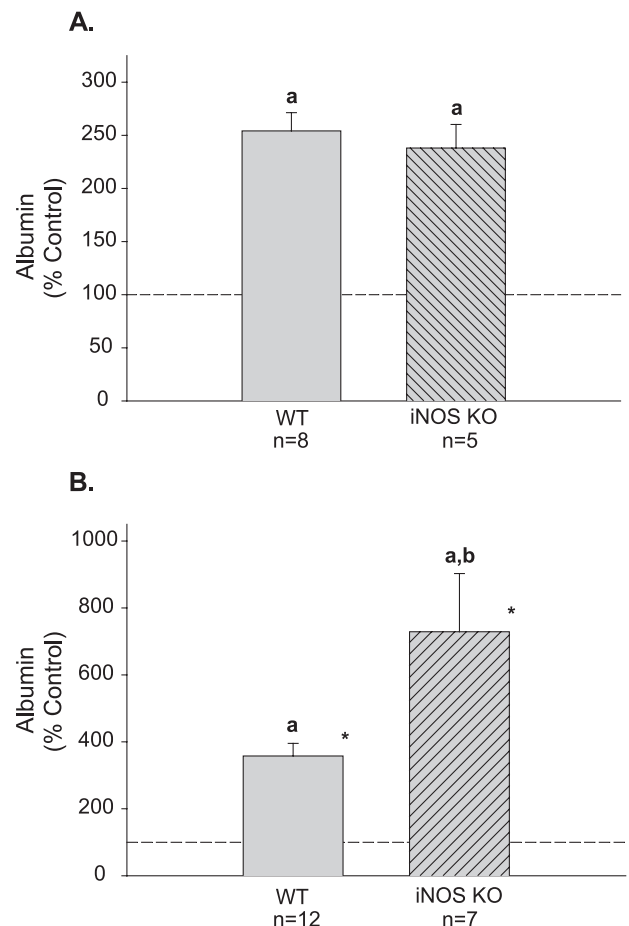 A.
300
250
200
150
100
50
0
Albumin
(% Control)
a
a
WT
n=8
iNOS KO
n=5
B.
1000
800
600
400
200
0
Albumin
(% Control)
a
*
a,b
*
WT
n=12
iNOS KO
n=7